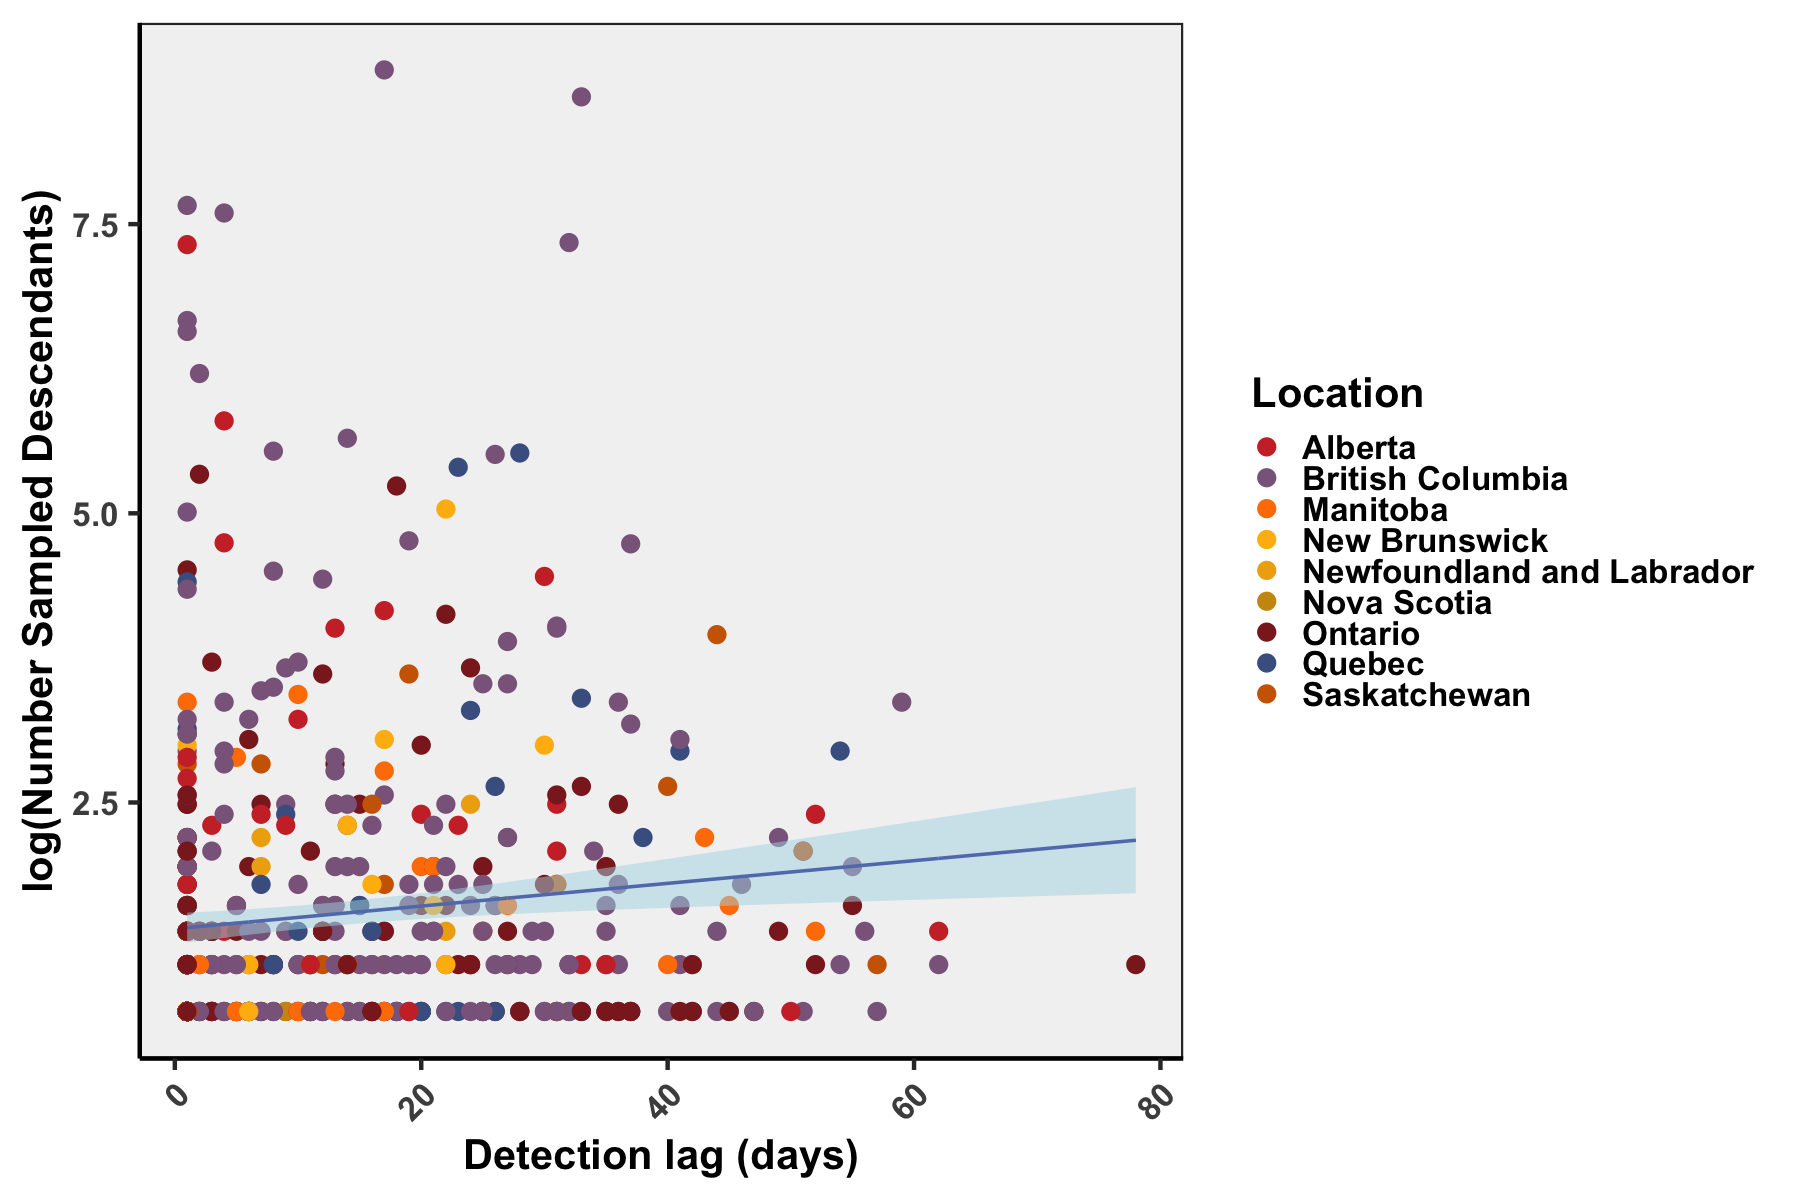 log(Number Sampled Descendants)
7.5
5.0
2.5
0
20
40
60
80
Detection lag (days)
Location
Alberta
British Columbia
Manitoba
New Brunswick
Newfoundland and Labrador
Nova Scotia
Ontario
Quebec
Saskatchewan